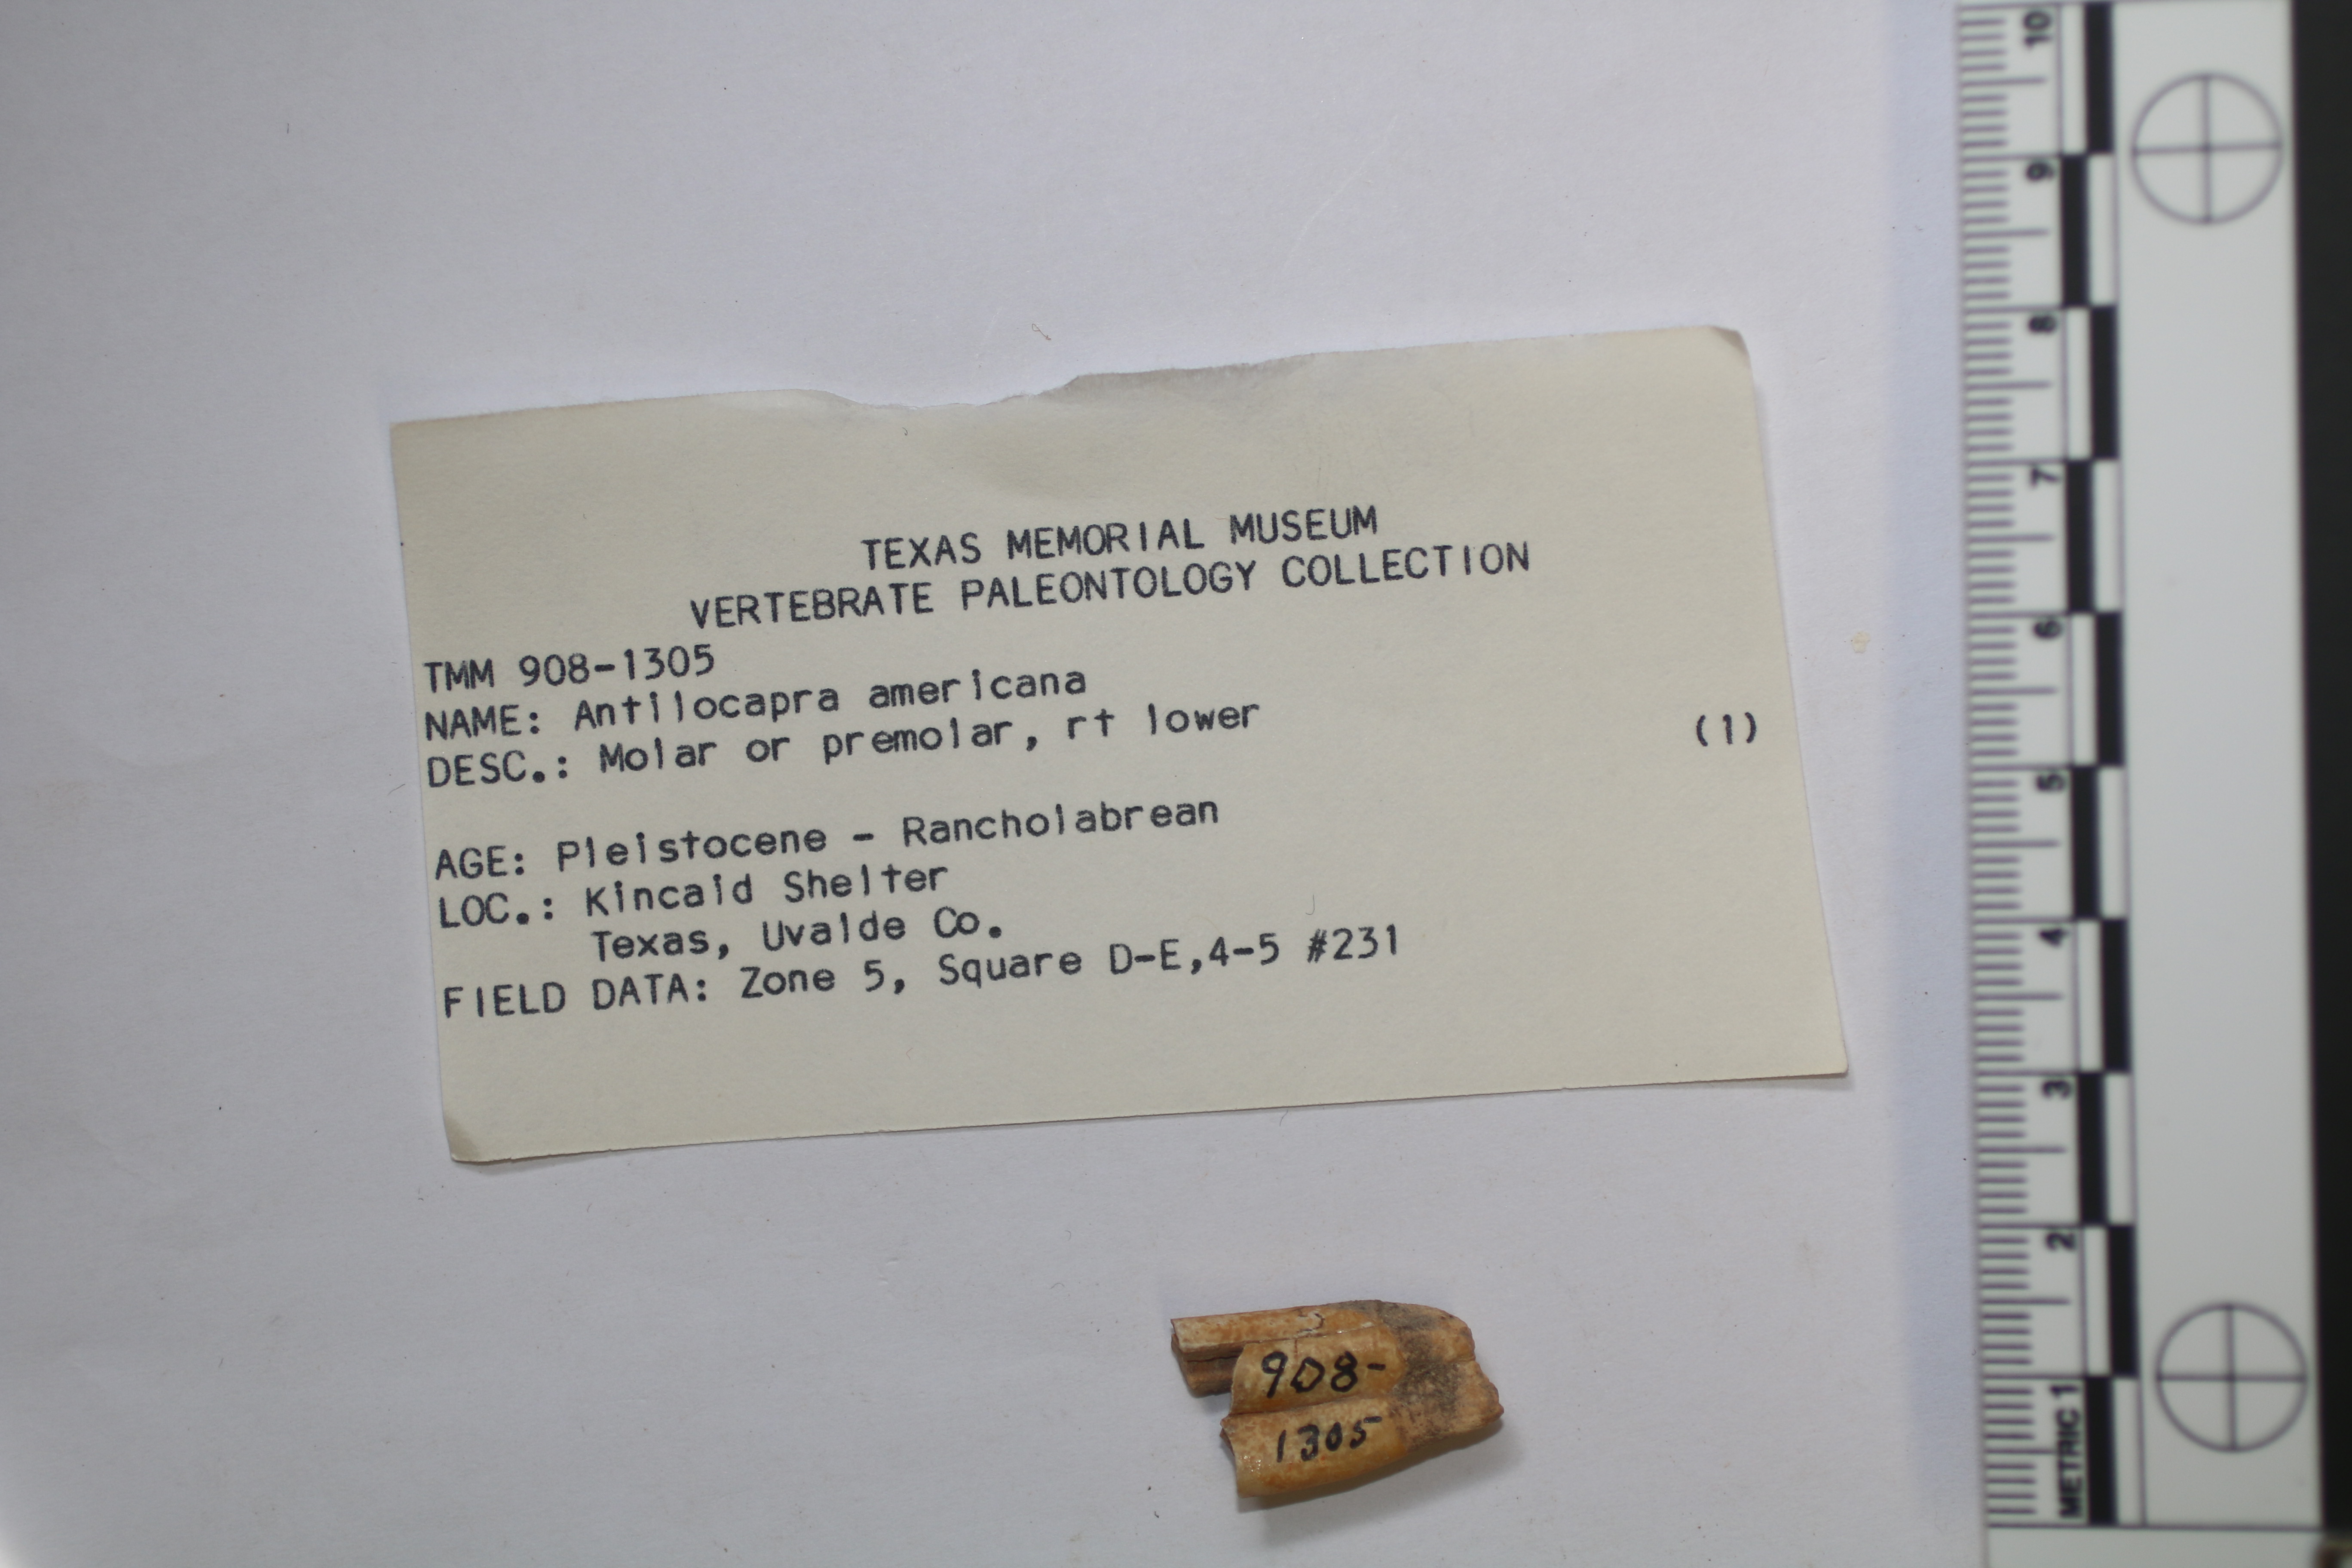 TEXAS MEMORIAL MUSEUM
VERTEBRATE PALEONTOLOGY COLLECTION
TMM 908-1305
NAME: Antilocapra americana
DESC.: Molar or premolar, rt lower (1)
AGE: Pleistocene - Rancholabrean
LOC.: Kincaid Shelter
Texas, Uvalde Co.
FIELD DATA: Zone 5, Square D-E,4-5 #231
908-
1305
METRIC 1 2 3 4 5 6 7 8 9 10